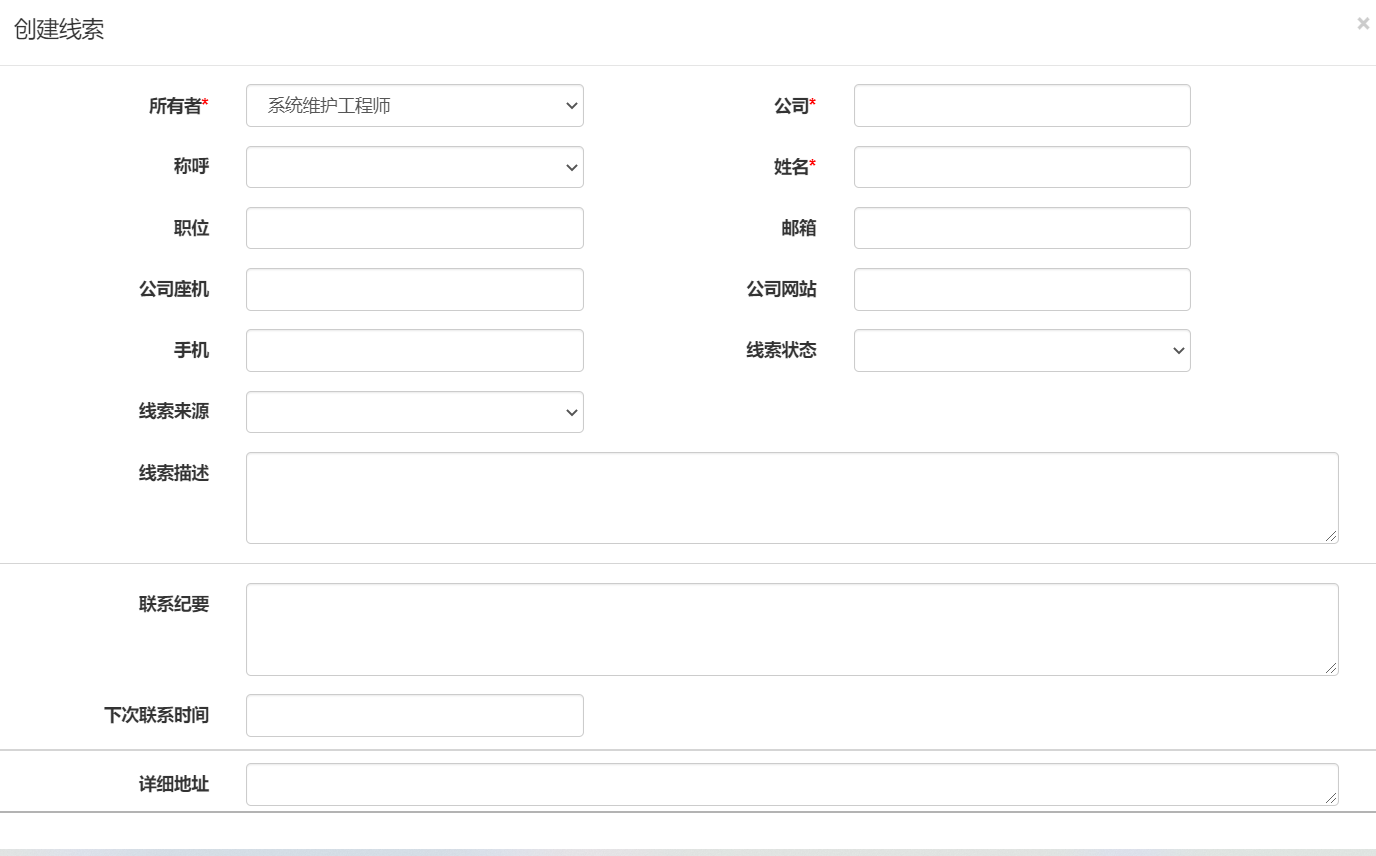 创建线索
×
所有者* 系统维护工程师 公司*
称呼 姓名*
职位 邮箱
公司座机 公司网站
手机 线索状态
线索来源
线索描述
联系纪要
下次联系时间
详细地址